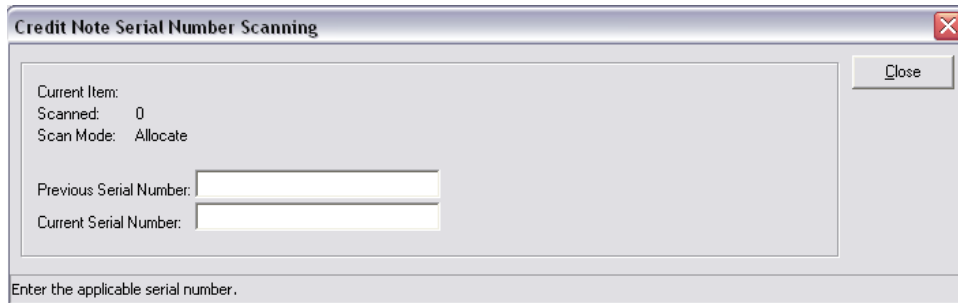 Credit Note Serial Number Scanning
Close
Current Item:
Scanned: 0
Scan Mode: Allocate
Previous Serial Number:
Current Serial Number:
Enter the applicable serial number.